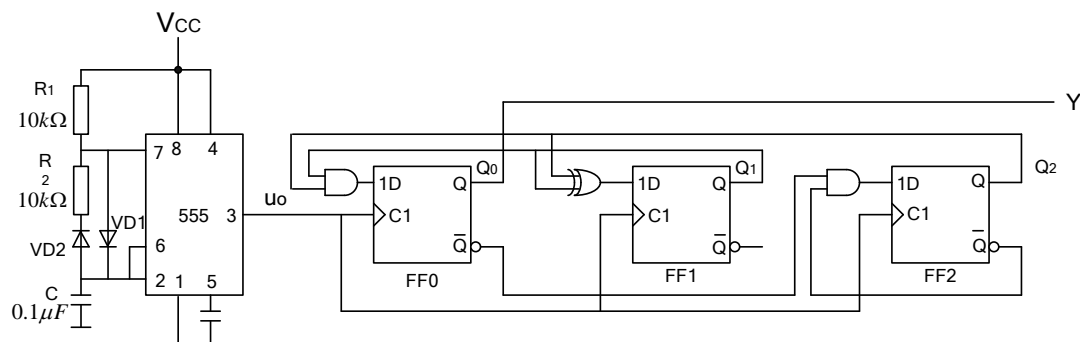 VCC
R1
10kΩ
R
2
10kΩ
VD1
VD2
C
0.1μF
7
8
4
555
3
6
2
1
5
uo
1D
Q
C1
Q̅
FF0
Q0
1D
Q
C1
Q̅
FF1
Q1
1D
Q
C1
Q̅
FF2
Q2
Y